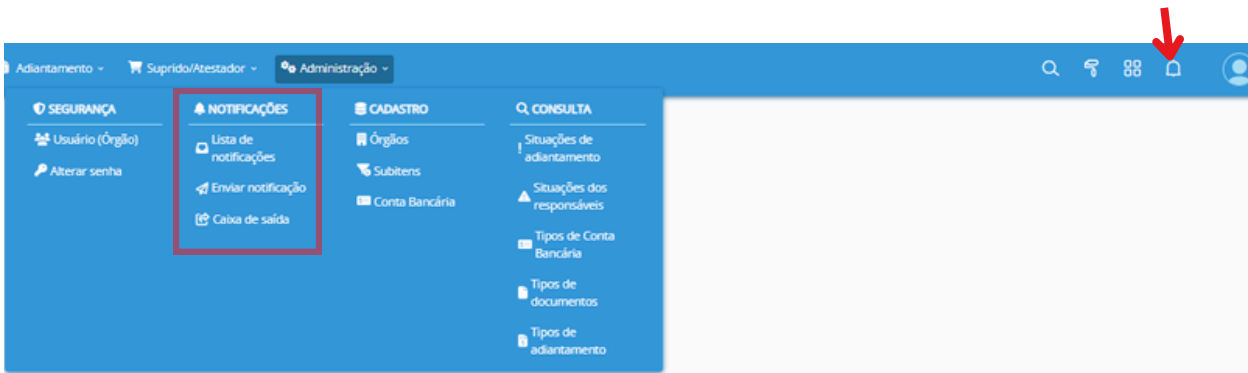 Adiantamento
Suprido/Atestador
Administração
SEGURANÇA
Usuário (Órgão)
Alterar senha
NOTIFICAÇÕES
Lista de
notificações
Enviar notificação
Caixa de saída
CADASTRO
Órgãos
Subitens
Conta Bancária
CONSULTA
Situações de
adiantamento
Situações dos
responsáveis
Tipos de Conta
Bancária
Tipos de
documentos
Tipos de
adiantamento